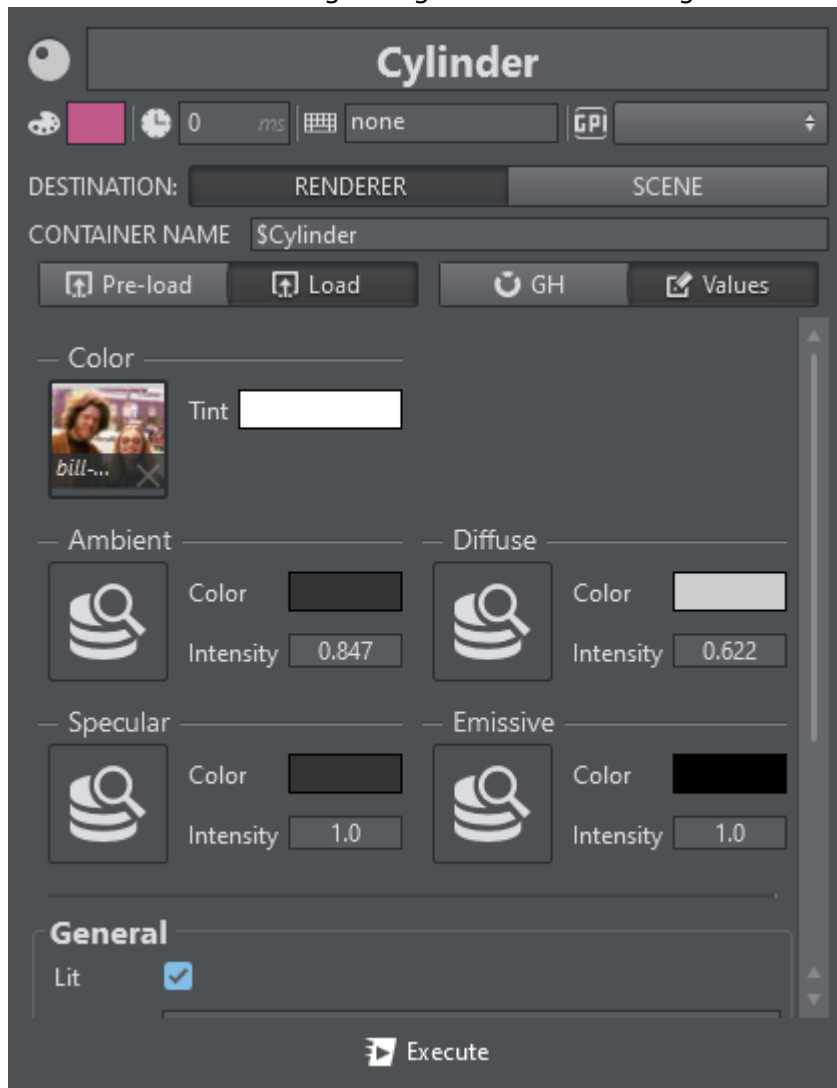 Cylinder
0 ms none GPI
DESTINATION: RENDERER SCENE
CONTAINER NAME $Cylinder
Pre-load Load GH Values
Color
Tint
bill-...
Ambient Diffuse
Color Color
Intensity 0.847 Intensity 0.622
Specular Emissive
Color Color
Intensity 1.0 Intensity 1.0
General
Lit
Execute